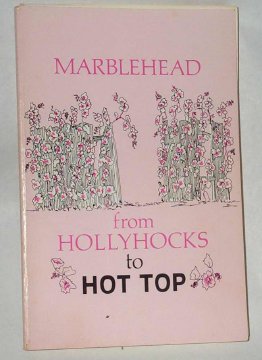 MARBLEHEAD
from
HOLLYHOCKS
to
HOT TOP